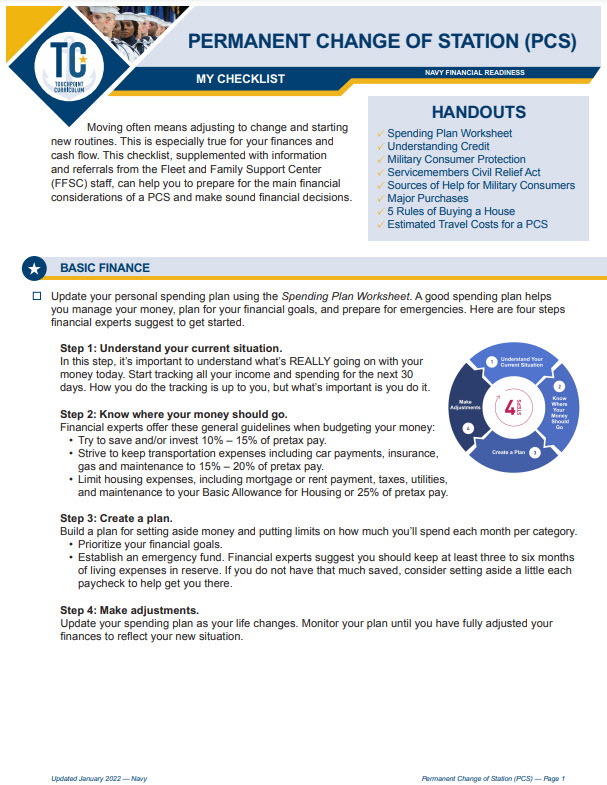 TC
TOUCHPOINT
CURRICULUM
PERMANENT CHANGE OF STATION (PCS)
MY CHECKLIST
NAVY FINANCIAL READINESS
Moving often means adjusting to change and starting
new routines. This is especially true for your finances and
cash flow. This checklist, supplemented with information
and referrals from the Fleet and Family Support Center
(FFSC) staff, can help you to prepare for the main financial
considerations of a PCS and make sound financial decisions.
HANDOUTS
✓ Spending Plan Worksheet
✓ Understanding Credit
✓ Military Consumer Protection
✓ Servicemembers Civil Relief Act
✓ Sources of Help for Military Consumers
✓ Major Purchases
✓ 5 Rules of Buying a House
✓ Estimated Travel Costs for a PCS
BASIC FINANCE
☐ Update your personal spending plan using the Spending Plan Worksheet. A good spending plan helps
you manage your money, plan for your financial goals, and prepare for emergencies. Here are four steps
financial experts suggest to get started.
Step 1: Understand your current situation.
In this step, it's important to understand what's REALLY going on with your
money today. Start tracking all your income and spending for the next 30
days. How you do the tracking is up to you, but what's important is you do it.
Step 2: Know where your money should go.
Financial experts offer these general guidelines when budgeting your money:
• Try to save and/or invest 10% – 15% of pretax pay.
• Strive to keep transportation expenses including car payments, insurance,
gas and maintenance to 15% – 20% of pretax pay.
• Limit housing expenses, including mortgage or rent payment, taxes, utilities,
and maintenance to your Basic Allowance for Housing or 25% of pretax pay.
1 Understand Your
Current Situation
2
Know
Where
Your
Money
Should
Go
Create a Plan 3
Make
Adjustments
4
4 STEPS
Step 3: Create a plan.
Build a plan for setting aside money and putting limits on how much you'll spend each month per category.
• Prioritize your financial goals.
• Establish an emergency fund. Financial experts suggest you should keep at least three to six months
of living expenses in reserve. If you do not have that much saved, consider setting aside a little each
paycheck to help get you there.
Step 4: Make adjustments.
Update your spending plan as your life changes. Monitor your plan until you have fully adjusted your
finances to reflect your new situation.
Updated January 2022 — Navy
Permanent Change of Station (PCS) — Page 1